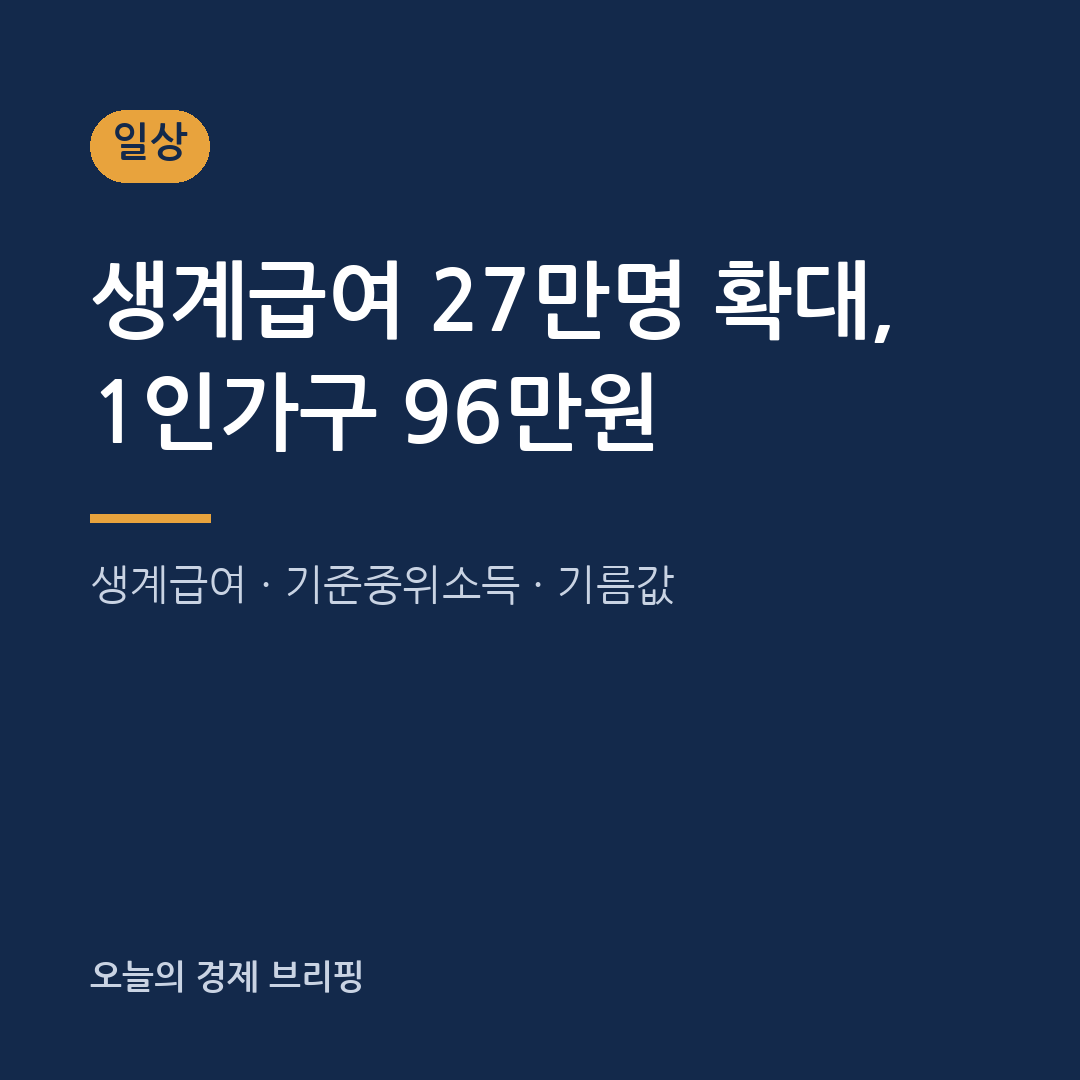 일상
생계급여 27만명 확대,
1인가구 96만원
생계급여 · 기준중위소득 · 기름값
오늘의 경제 브리핑